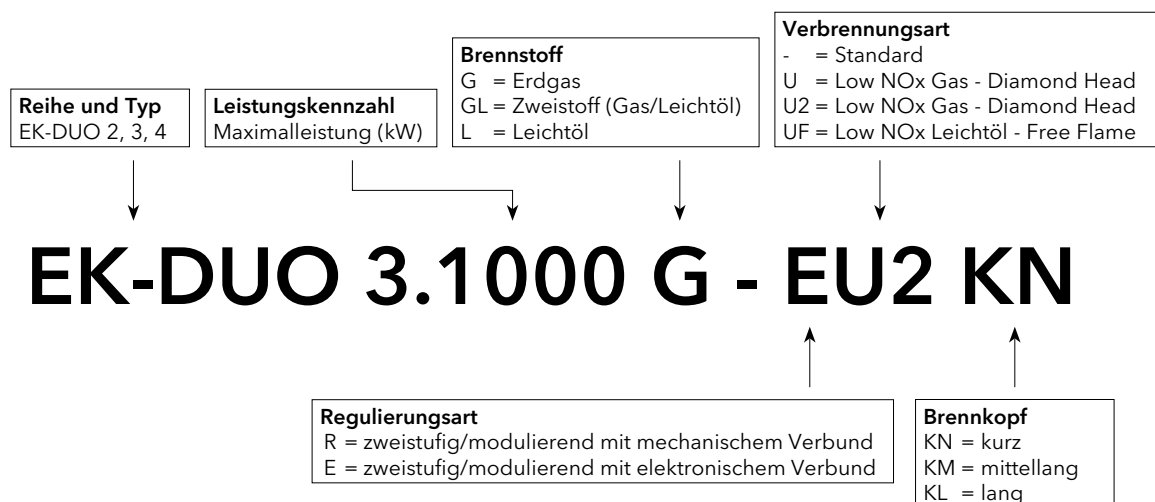 Verbrennungsart
- = Standard
U = Low NOx Gas - Diamond Head
U2 = Low NOx Gas - Diamond Head
UF = Low NOx Leichtöl - Free Flame
Brennstoff
G = Erdgas
GL = Zweistoff (Gas/Leichtöl)
L = Leichtöl
Reihe und Typ
EK-DUO 2, 3, 4
Leistungskennzahl
Maximalleistung (kW)
EK-DUO 3.1000 G - EU2 KN
Regulierungsart
R = zweistufig/modulierend mit mechanischem Verbund
E = zweistufig/modulierend mit elektronischem Verbund
Brennkopf
KN = kurz
KM = mittellang
KL = lang